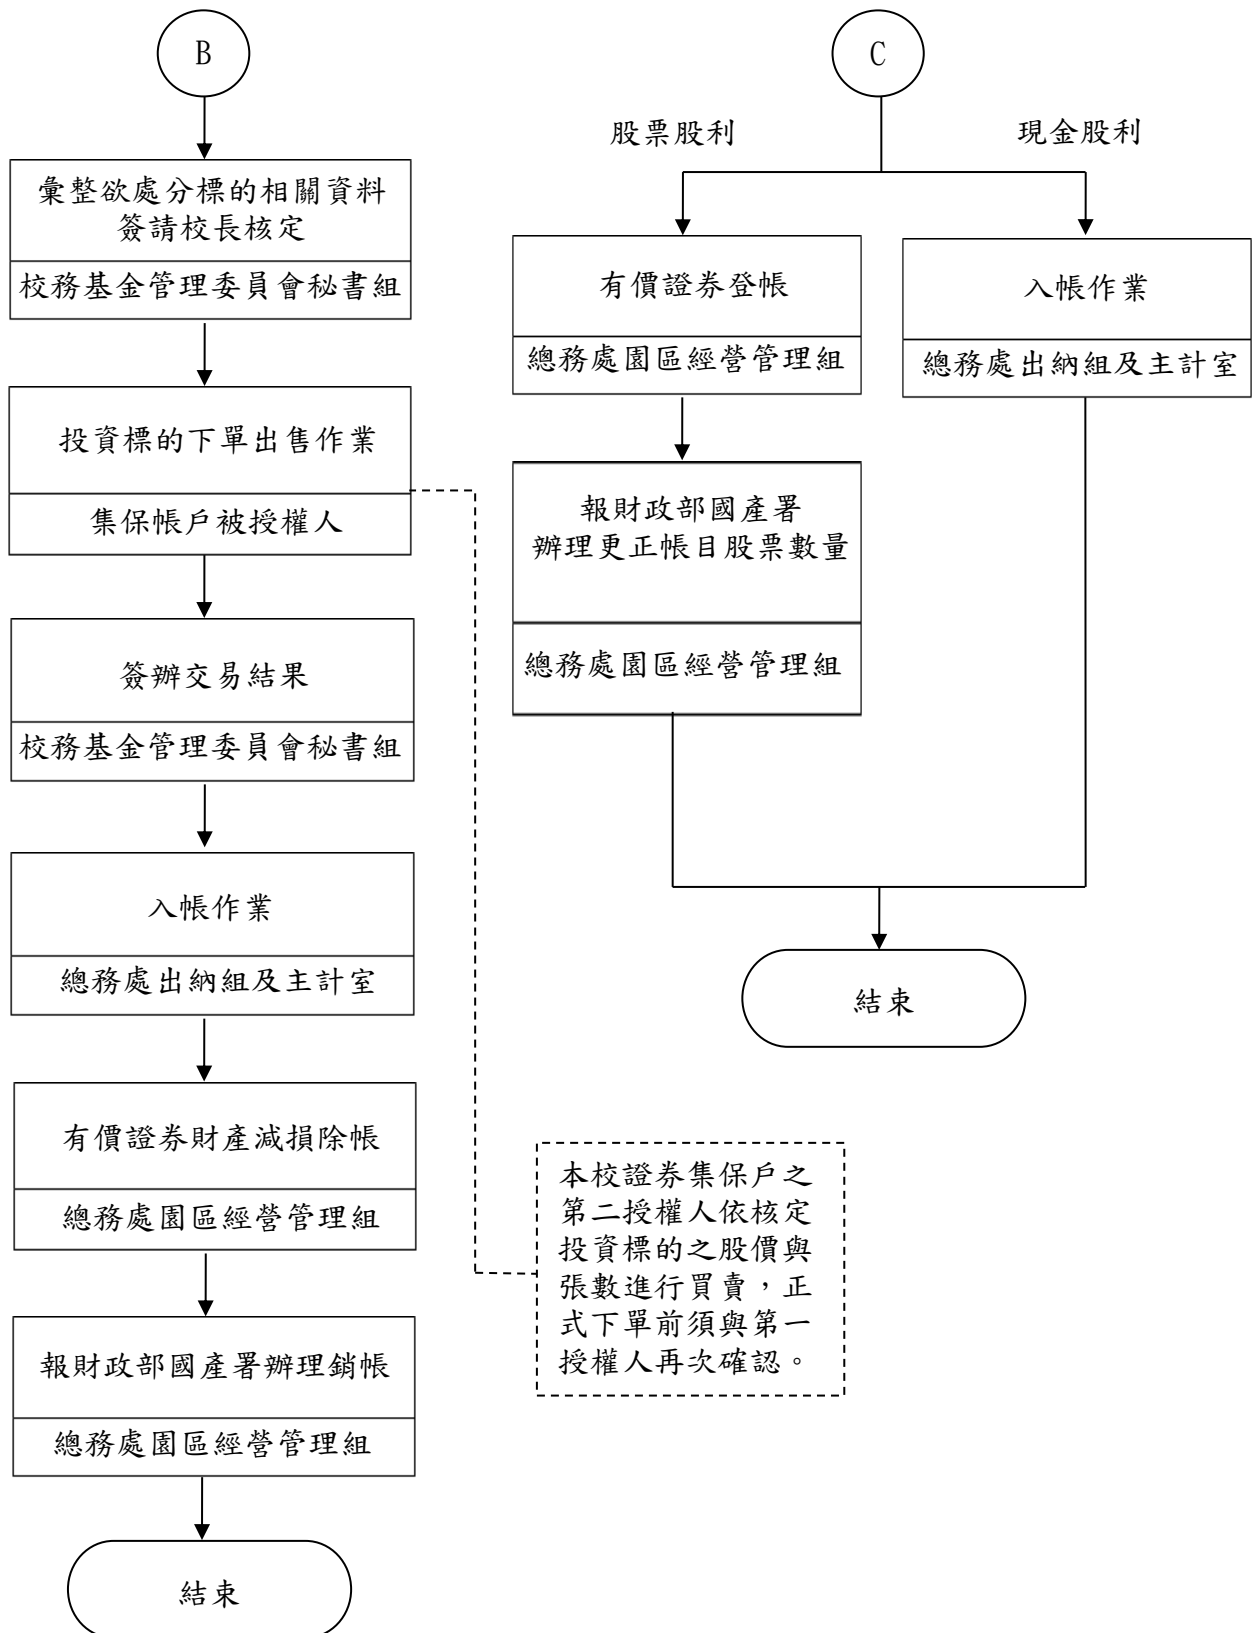 B
彙整欲處分標的相關資料
簽請校長核定
校務基金管理委員會秘書組
投資標的下單出售作業
集保帳戶被授權人
簽辦交易結果
校務基金管理委員會秘書組
入帳作業
總務處出納組及主計室
有價證券財產減損除帳
總務處園區經營管理組
報財政部國產署辦理銷帳
總務處園區經營管理組
結束
C
股票股利
現金股利
有價證券登帳
總務處園區經營管理組
入帳作業
總務處出納組及主計室
報財政部國產署
辦理更正帳目股票數量
總務處園區經營管理組
結束
本校證券集保戶之
第二授權人依核定
投資標的之股價與
張數進行買賣，正
式下單前須與第一
授權人再次確認。